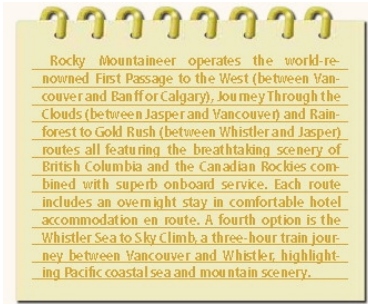 Rocky Mountaineer operates the world-re-
nowned First Passage to the West (between Van-
couver and Banff or Calgary), Journey Through the
Clouds (between Jasper and Vancouver) and Rain-
forest to Gold Rush (between Whistler and Jasper)
routes all featuring the breathtaking scenery of
British Columbia and the Canadian Rockies com-
bined with superb onboard service. Each route
includes an overnight stay in comfortable hotel
accommodation en route. A fourth option is the
Whistler Sea to Sky Climb, a three-hour train jour-
ney between Vancouver and Whistler, highlight-
ing Pacific coastal sea and mountain scenery.